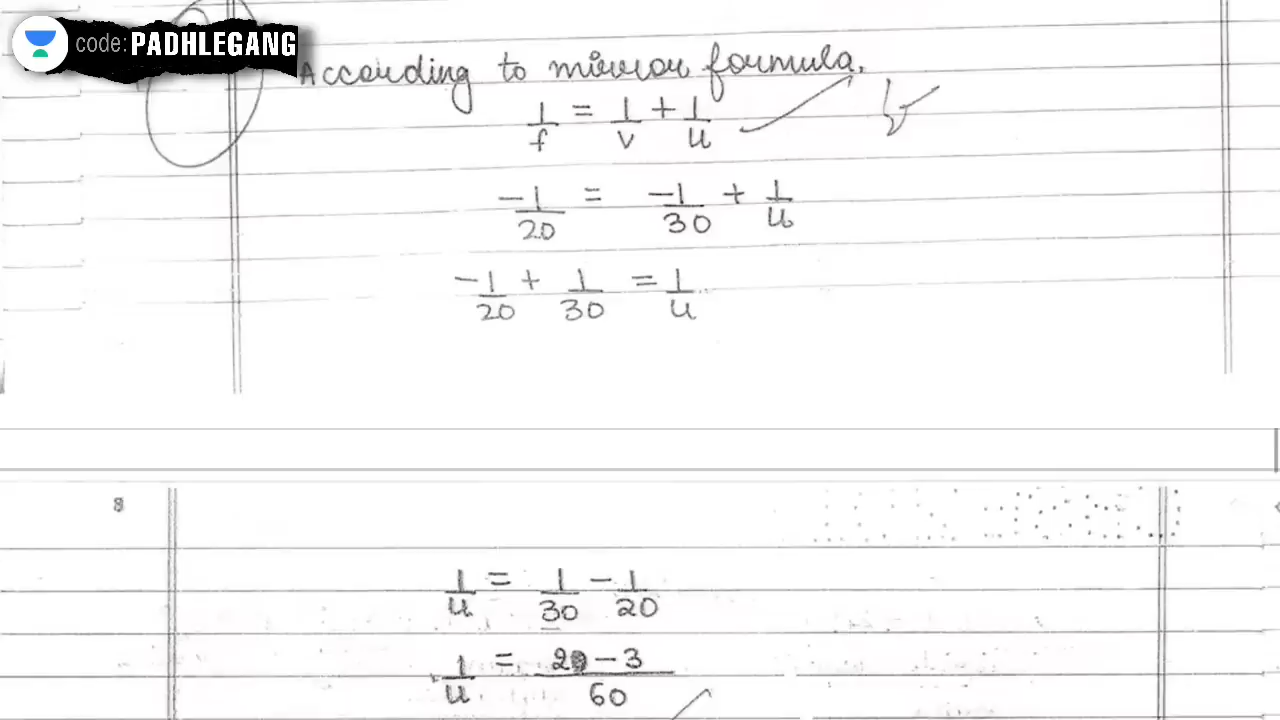 code: PADHLEGANG
According to mirror formula.
1/f = 1/v + 1/u
-1/20 = -1/30 + 1/u
-1/20 + 1/30 = 1/u
8
1/u = 1/30 - 1/20
1/u = 2 - 3/60